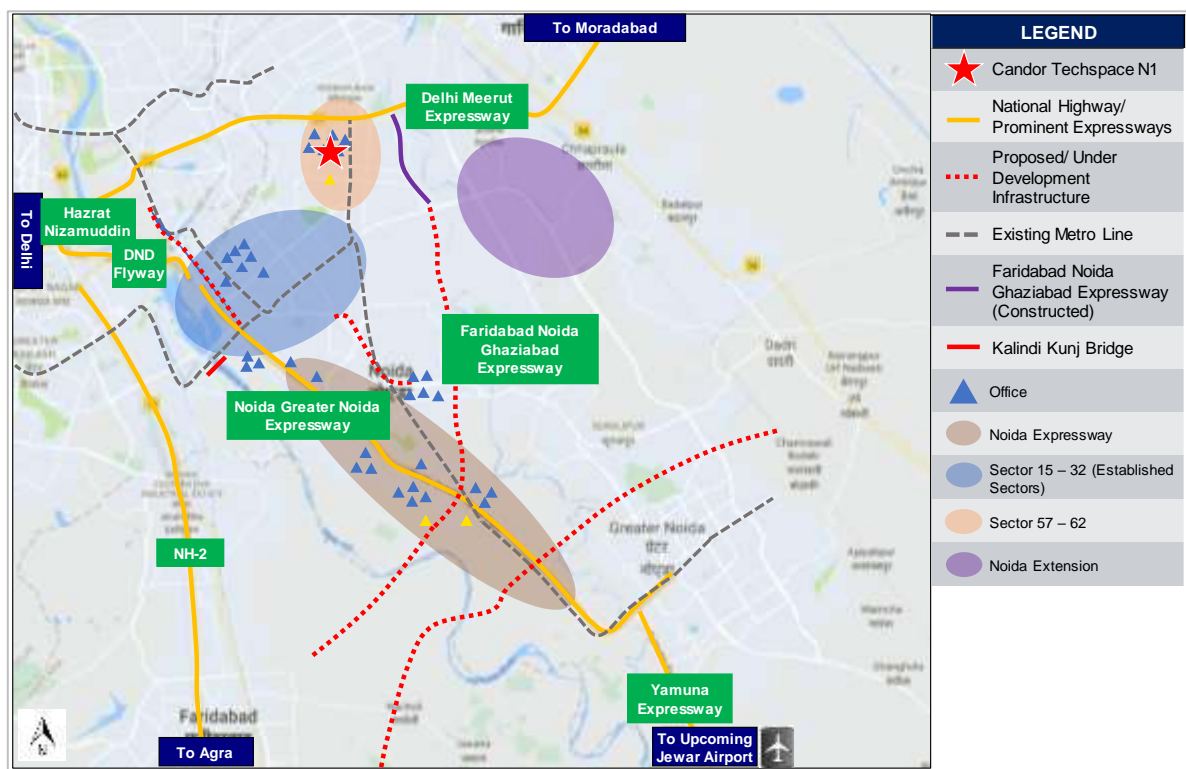 To Moradabad
Delhi Meerut
Expressway
To Delhi
Hazrat
Nizamuddin
DND
Flyway
Faridabad Noida
Ghaziabad
Expressway
Noida
Noida Greater Noida
Expressway
Greater Noida
NH-2
Faridabad
Yamuna
Expressway
To Agra
To Upcoming
Jewar Airport
N
LEGEND
Candor Techspace N1
National Highway/
Prominent Expressways
Proposed/ Under
Development
Infrastructure
Existing Metro Line
Faridabad Noida
Ghaziabad Expressway
(Constructed)
Kalindi Kunj Bridge
Office
Noida Expressway
Sector 15 – 32 (Established
Sectors)
Sector 57 – 62
Noida Extension